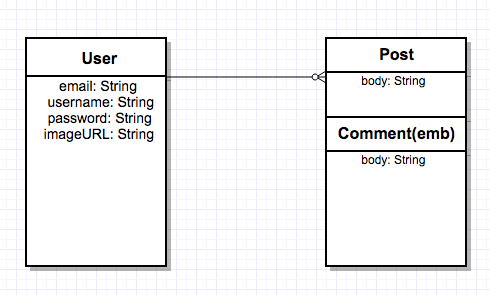 User
email: String
username: String
password: String
imageURL: String
Post
body: String
Comment(emb)
body: String